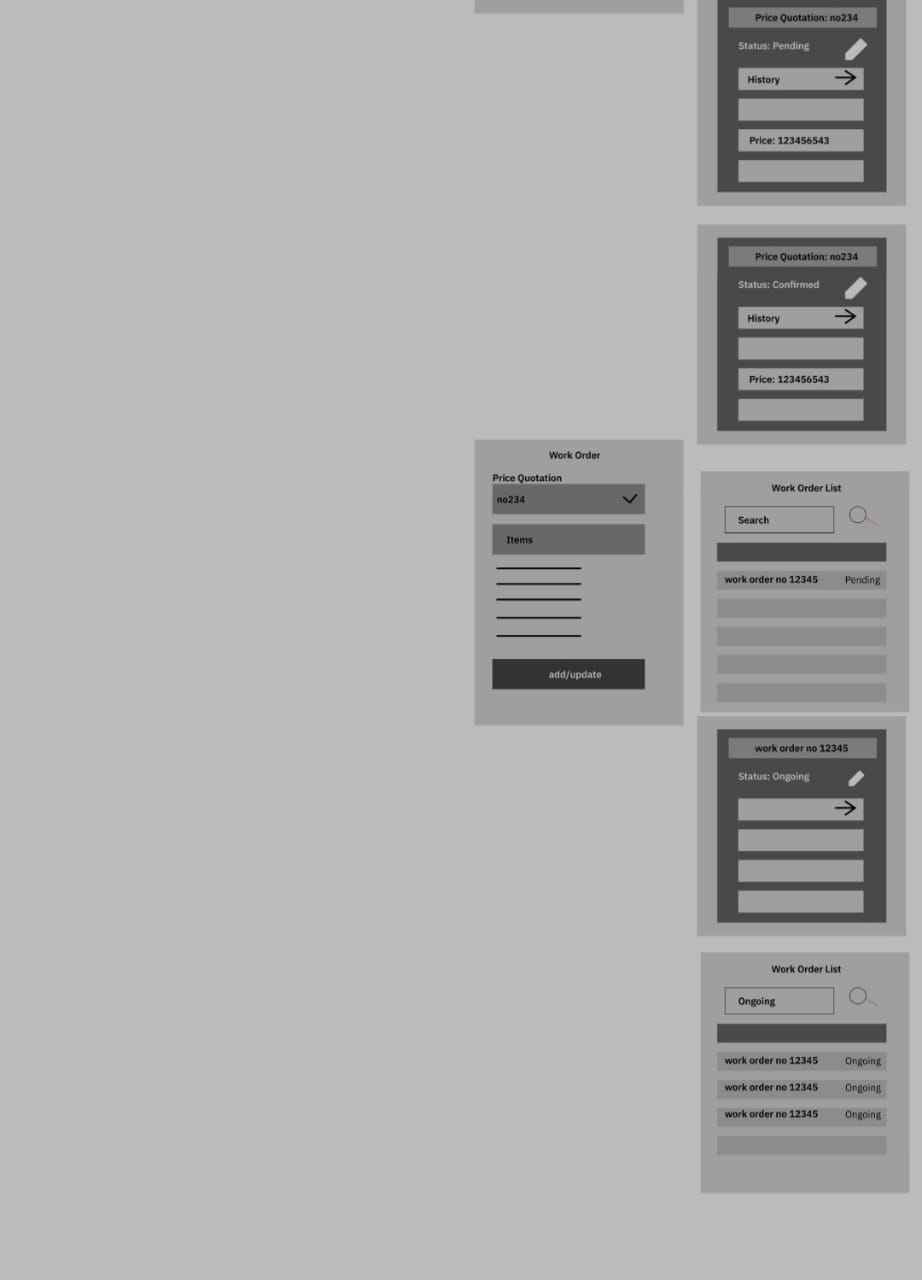 Price Quotation: no234
Status: Pending
History
Price: 123456543
Price Quotation: no234
Status: Confirmed
History
Price: 123456543
Work Order
Price Quotation
no234
Items
add/update
Work Order List
Search
work order no 12345 Pending
work order no 12345
Status: Ongoing
Work Order List
Ongoing
work order no 12345 Ongoing
work order no 12345 Ongoing
work order no 12345 Ongoing